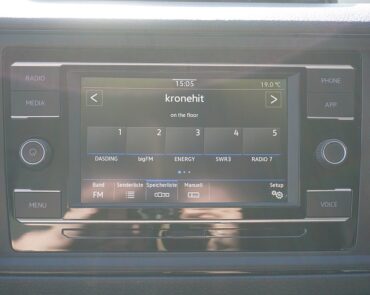 RADIO
MEDIA
MENU
15:05
19.0°C
<
kronehit
>
on the floor
1 2 3 4 5
DASDING bigFM ENERGY SWR3 RADIO 7
Band Senderliste Speicherliste Manuell Setup
FM
PHONE
APP
VOICE